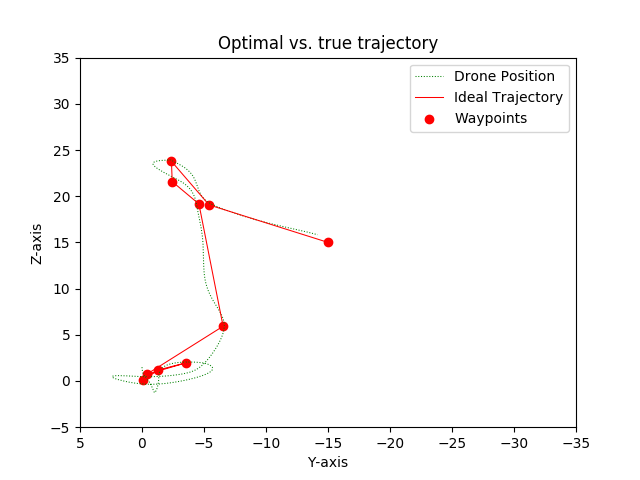 Optimal vs. true trajectory
35
30
25
20
15
10
5
0
−5
Z-axis
Drone Position
Ideal Trajectory
Waypoints
5 0 −5 −10 −15 −20 −25 −30 −35
Y-axis